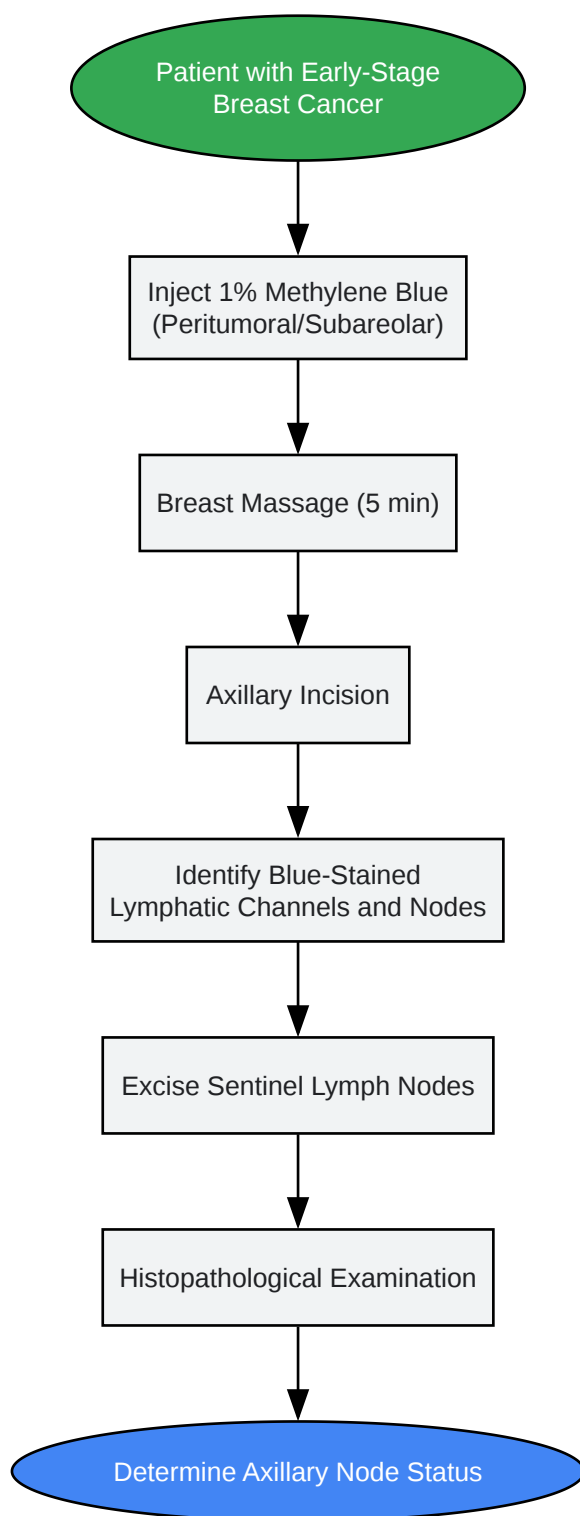 Patient with Early-Stage
Breast Cancer
Inject 1% Methylene Blue
(Peritumoral/Subareolar)
Breast Massage (5 min)
Axillary Incision
Identify Blue-Stained
Lymphatic Channels and Nodes
Excise Sentinel Lymph Nodes
Histopathological Examination
Determine Axillary Node Status